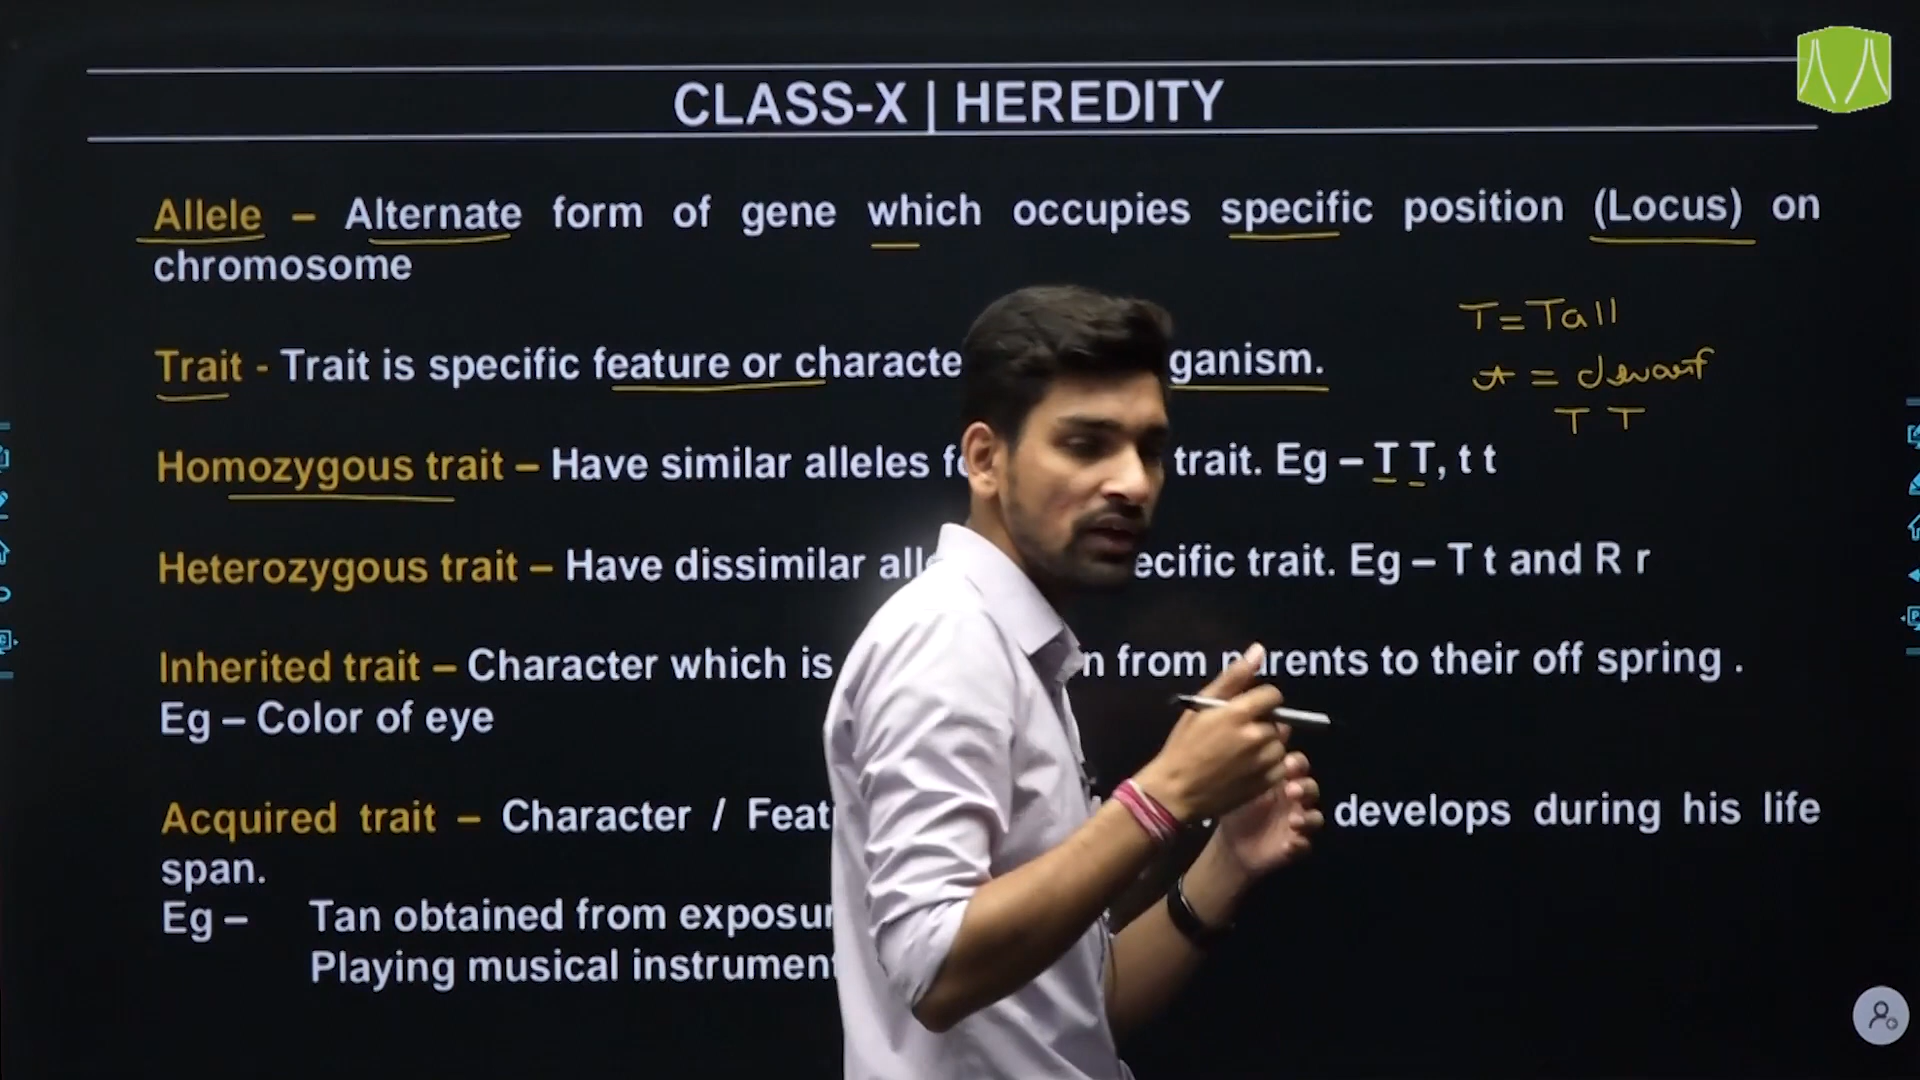 CLASS-X | HEREDITY
Allele – Alternate form of gene which occupies specific position (Locus) on
chromosome
T = Tall
Trait - Trait is specific feature or characte ganism.
t = dwarf
T T
Homozygous trait – Have similar alleles f trait. Eg – T T, t t
Heterozygous trait – Have dissimilar all ecific trait. Eg – T t and R r
Inherited trait – Character which is n from parents to their off spring .
Eg – Color of eye
Acquired trait – Character / Feat develops during his life
span.
Eg – Tan obtained from exposur
Playing musical instrument